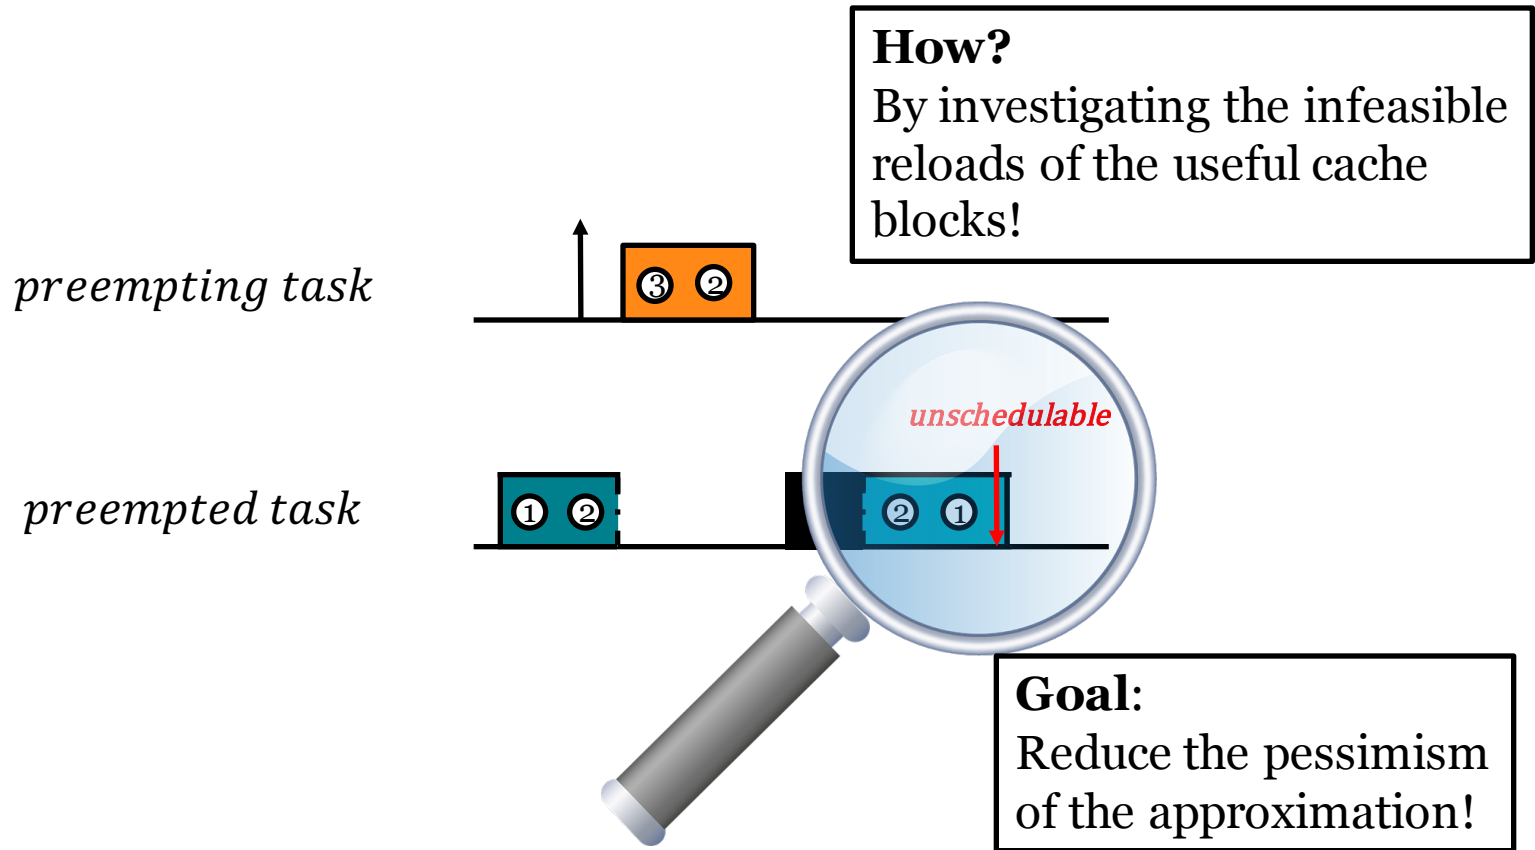 How?
By investigating the infeasible
reloads of the useful cache
blocks!
preempting task
3 2
unschedulable
preempted task
1 2
2 1
Goal:
Reduce the pessimism
of the approximation!